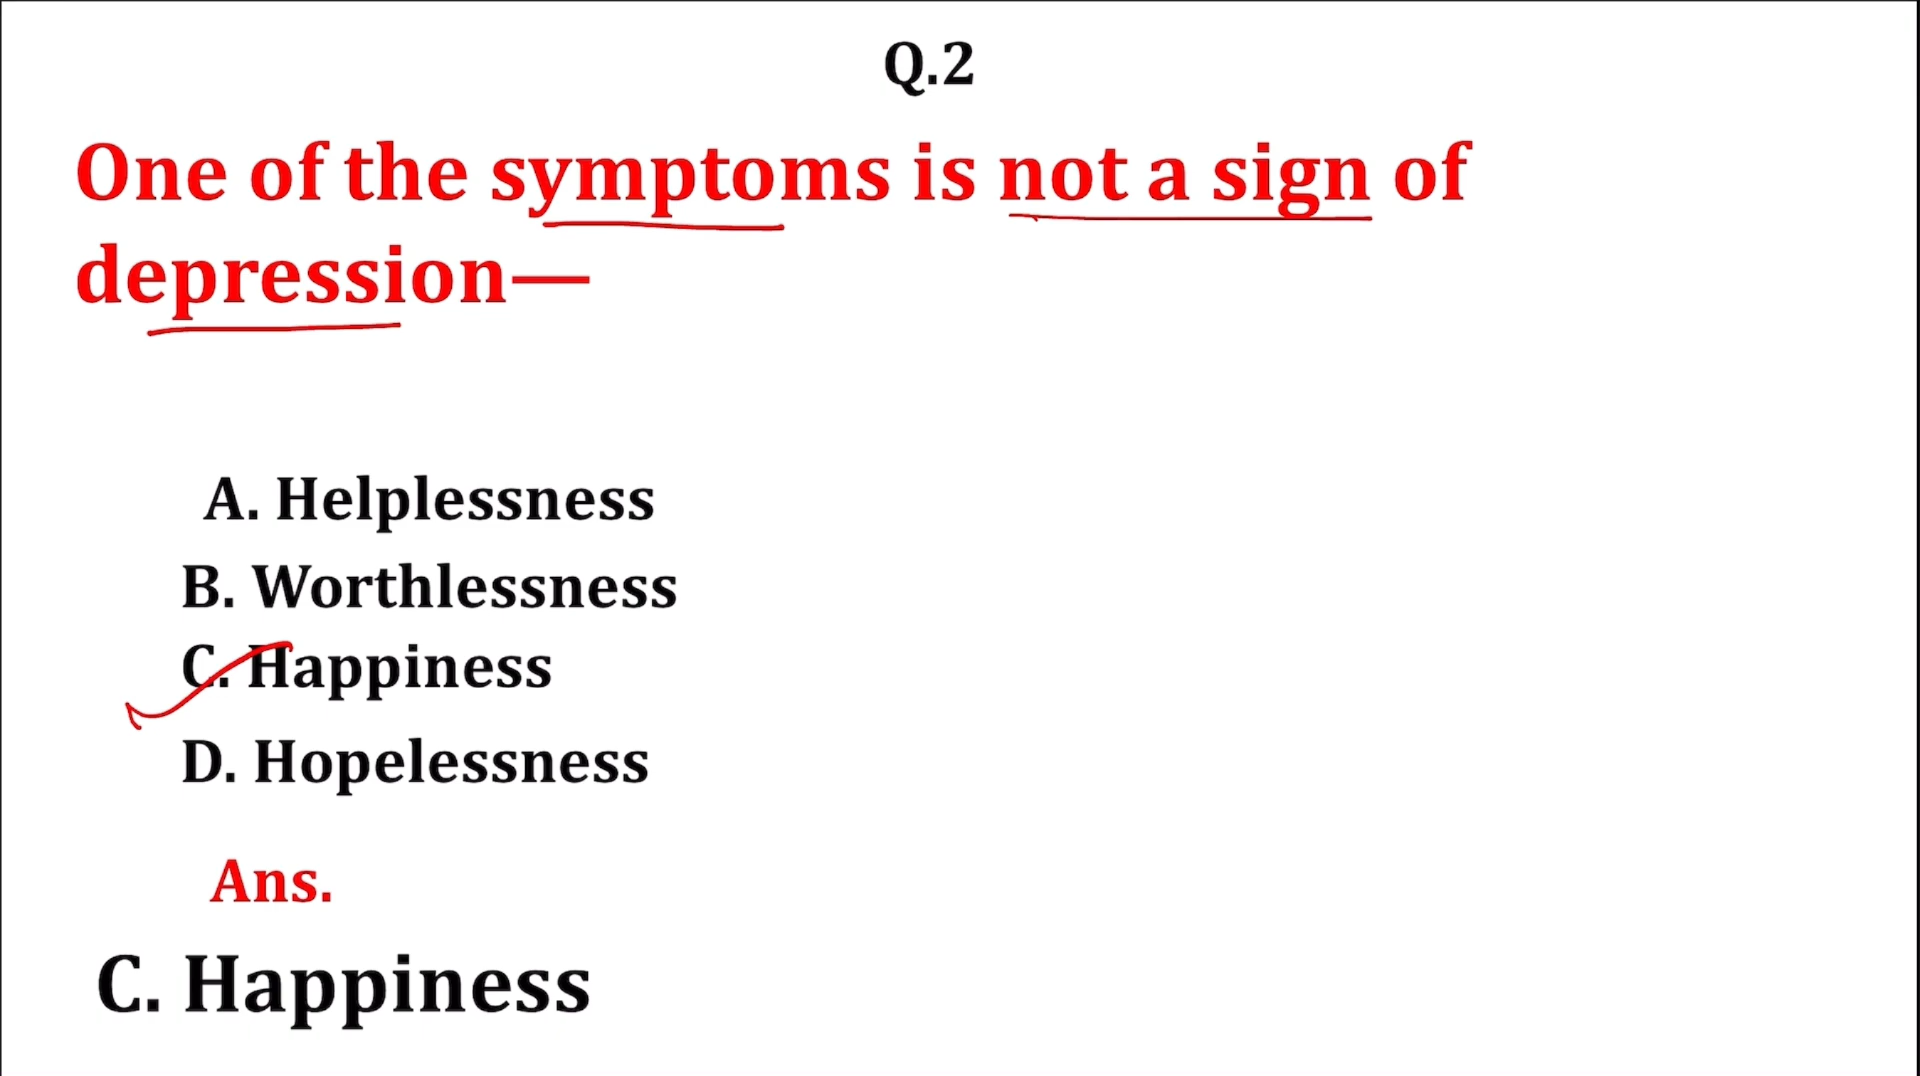 Q.2
One of the symptoms is not a sign of
depression—
A. Helplessness
B. Worthlessness
C. Happiness
D. Hopelessness
Ans.
C. Happiness